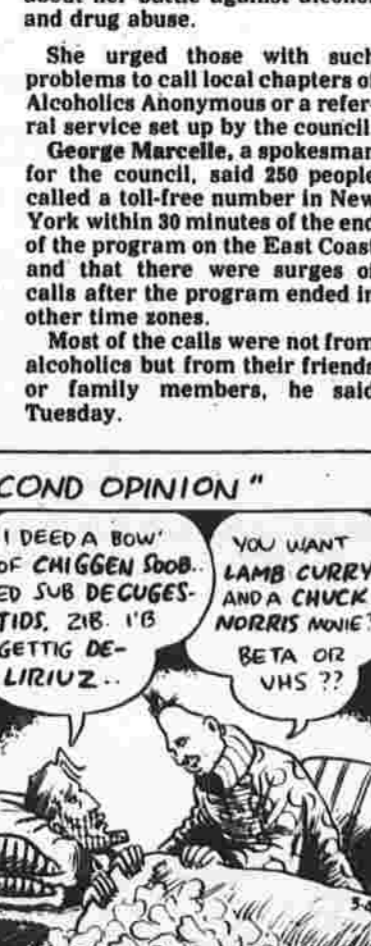 and drug abuse.
She urged those with such
problems to call local chapters of
Alcoholics Anonymous or a refer-
ral service set up by the council.
George Marcelle, a spokesman
for the council, said 250 people
called a toll-free number in New
York within 30 minutes of the end
of the program on the East Coast
and that there were surges of
calls after the program ended in
other time zones.
Most of the calls were not from
alcoholics but from their friends
or family members, he said
Tuesday.
COND OPINION"
I DEED A BOW'
OF CHIGGEN SOOB..
ED SUB DECUGES-
TIDS, ZIB. I'B
GETTIG DE-
LIRIUZ..
YOU WANT
LAMB CURRY
AND A CHUCK
NORRIS MOVIE?
BETA OR
VHS ??